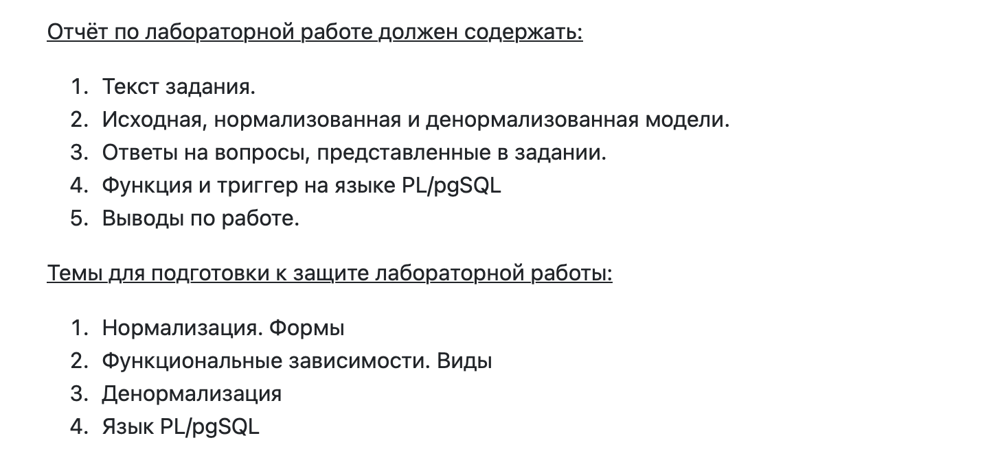 Отчёт по лабораторной работе должен содержать:
1. Текст задания.
2. Исходная, нормализованная и денормализованная модели.
3. Ответы на вопросы, представленные в задании.
4. Функция и триггер на языке PL/pgSQL
5. Выводы по работе.
Темы для подготовки к защите лабораторной работы:
1. Нормализация. Формы
2. Функциональные зависимости. Виды
3. Денормализация
4. Язык PL/pgSQL